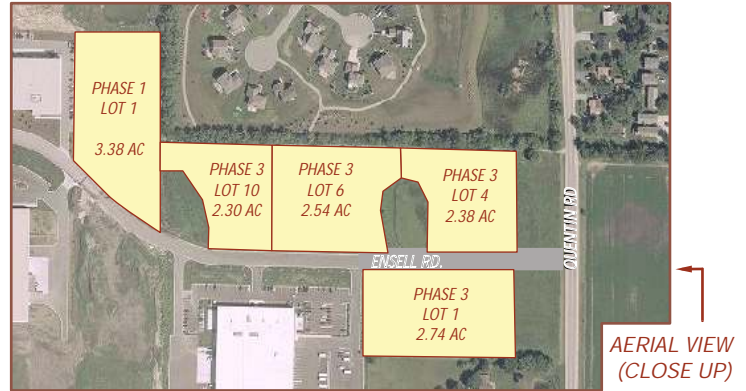 PHASE 1
LOT 1
3.38 AC
PHASE 3
LOT 10
2.30 AC
PHASE 3
LOT 6
2.54 AC
PHASE 3
LOT 4
2.38 AC
ENSELL RD.
QUENTIN RD
PHASE 3
LOT 1
2.74 AC
AERIAL VIEW
(CLOSE UP)